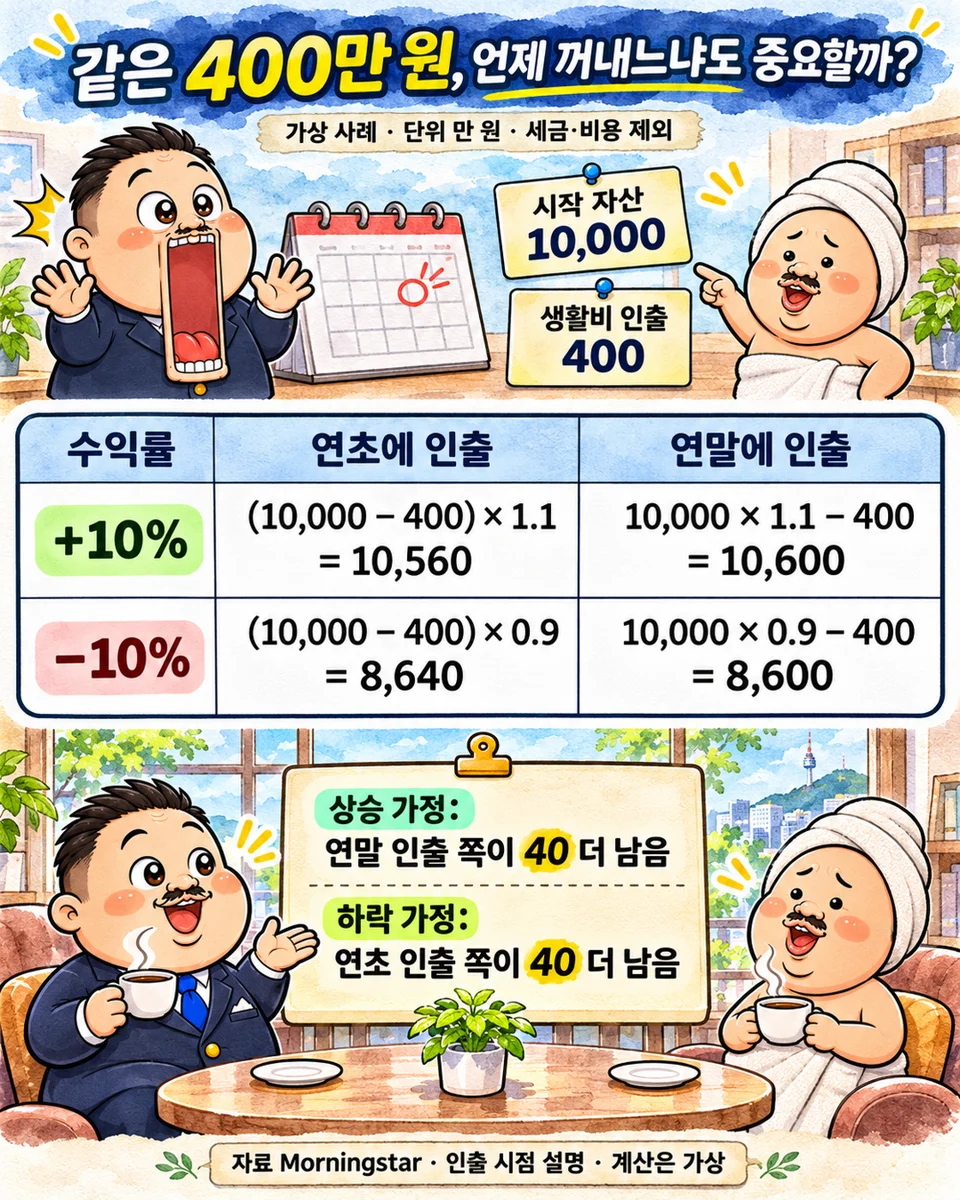 같은 400만 원, 언제 꺼내느냐도 중요할까?
가상 사례 · 단위 만 원 · 세금·비용 제외
시작 자산
10,000
생활비 인출
400
수익률 연초에 인출 연말에 인출
+10%
(10,000 − 400) × 1.1
= 10,560
10,000 × 1.1 − 400
= 10,600
−10%
(10,000 − 400) × 0.9
= 8,640
10,000 × 0.9 − 400
= 8,600
상승 가정:
연말 인출 쪽이 40 더 남음
하락 가정:
연초 인출 쪽이 40 더 남음
자료 Morningstar · 인출 시점 설명 · 계산은 가상